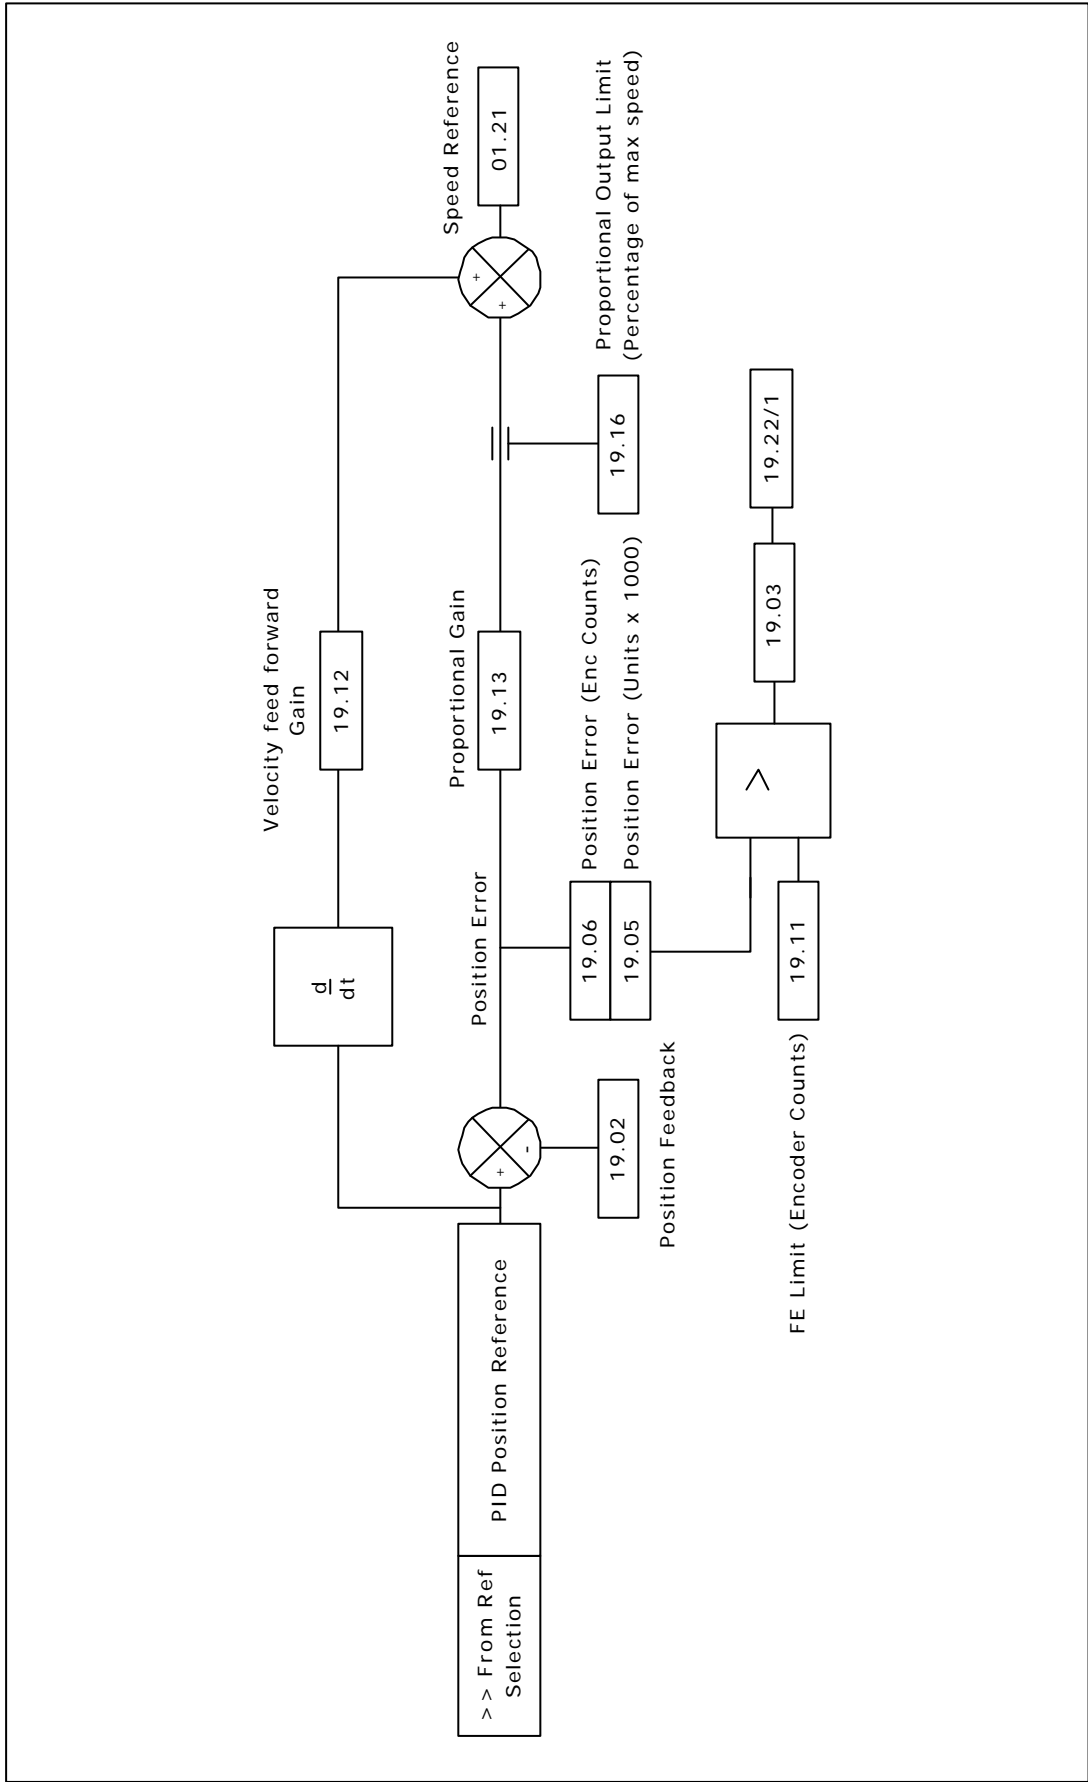 >> From Ref
Selection
PID Position Reference
+
-
19.02
Position Feedback
d
dt
Velocity feed forward
Gain
19.12
Position Error
Proportional Gain
19.13
19.06
Position Error (Enc Counts)
19.05
Position Error (Units x 1000)
FE Limit (Encoder Counts)
19.11
>
19.03
19.22/1
19.16
Proportional Output Limit
(Percentage of max speed)
+
+
Speed Reference
01.21